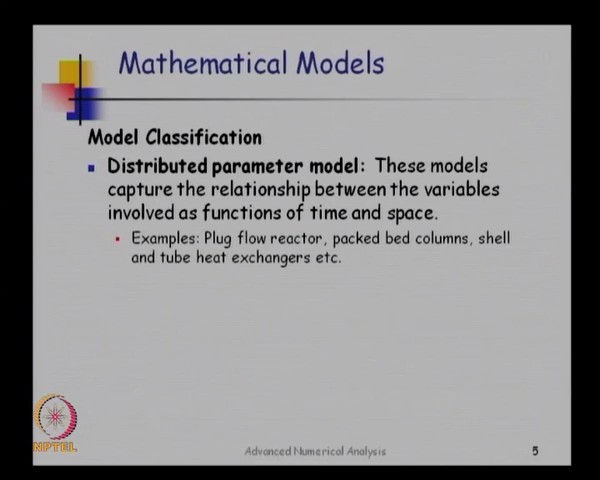 Mathematical Models
Model Classification
Distributed parameter model: These models
capture the relationship between the variables
involved as functions of time and space.
Examples: Plug flow reactor, packed bed columns, shell
and tube heat exchangers etc.
NPTEL
Advanced Numerical Analysis
5